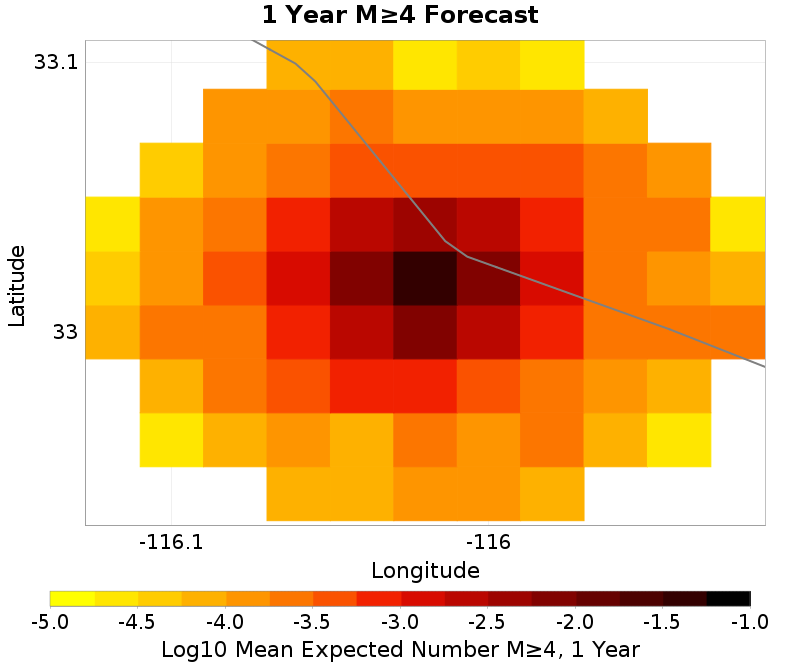 1 Year M≥4 Forecast
33.1
Latitude
33
-116.1 -116
Longitude
-5.0 -4.5 -4.0 -3.5 -3.0 -2.5 -2.0 -1.5 -1.0
Log10 Mean Expected Number M≥4, 1 Year